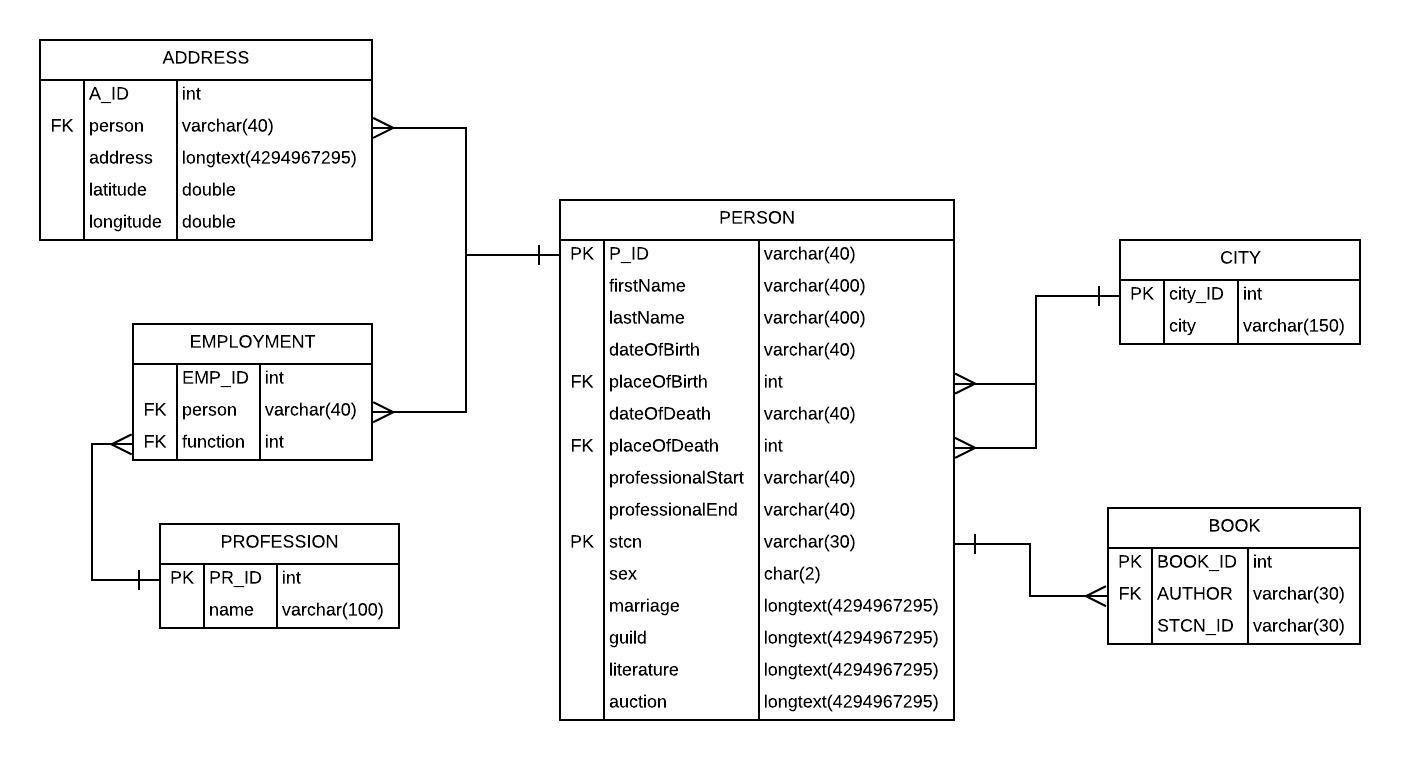 ADDRESS
A_ID int
FK person varchar(40)
address longtext(4294967295)
latitude double
longitude double
EMPLOYMENT
EMP_ID int
FK person varchar(40)
FK function int
PROFESSION
PK PR_ID int
name varchar(100)
PERSON
PK P_ID varchar(40)
firstName varchar(400)
lastName varchar(400)
dateOfBirth varchar(40)
FK placeOfBirth int
dateOfDeath varchar(40)
FK placeOfDeath int
professionalStart varchar(40)
professionalEnd varchar(40)
PK stcn varchar(30)
sex char(2)
marriage longtext(4294967295)
guild longtext(4294967295)
literature longtext(4294967295)
auction longtext(4294967295)
CITY
PK city_ID int
city varchar(150)
BOOK
PK BOOK_ID int
FK AUTHOR varchar(30)
STCN_ID varchar(30)